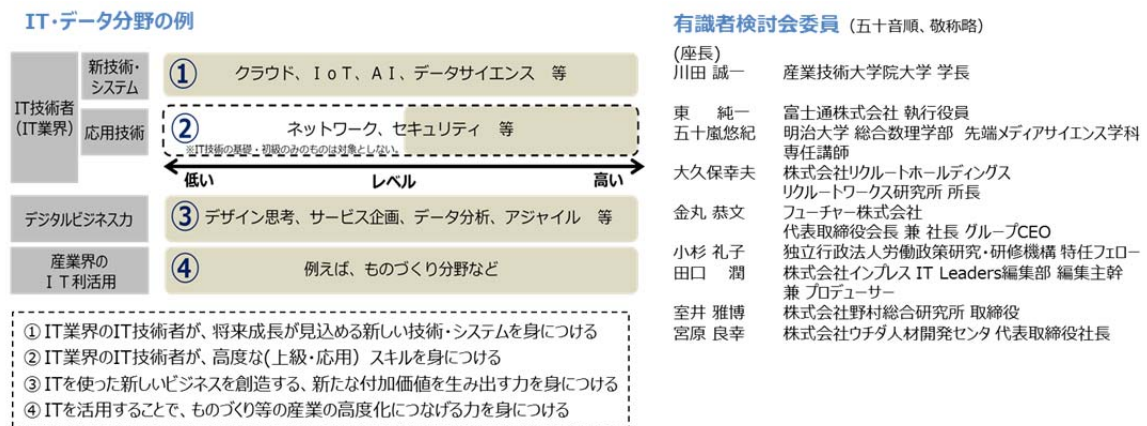 IT・データ分野の例
IT技術者
(IT業界)
新技術・
システム
① クラウド、ＩｏＴ、ＡＩ、データサイエンス　等
応用技術
② ネットワーク、セキュリティ　等
※IT技術の基礎・初級のみのものは対象としない。
低い　レベル　高い
デジタルビジネス力
③ デザイン思考、サービス企画、データ分析、アジャイル　等
産業界の
ＩＴ利活用
④ 例えば、ものづくり分野など
① IT業界のIT技術者が、将来成長が見込める新しい技術・システムを身につける
② IT業界のIT技術者が、高度な(上級・応用）スキルを身につける
③ ITを使った新しいビジネスを創造する、新たな付加価値を生み出す力を身につける
④ ITを活用することで、ものづくり等の産業の高度化につなげる力を身につける
有識者検討会委員（五十音順、敬称略）
(座長)
川田 誠一　産業技術大学院大学 学長
東　純一　富士通株式会社 執行役員
五十嵐悠紀　明治大学 総合数理学部 先端メディアサイエンス学科
専任講師
大久保幸夫　株式会社リクルートホールディングス
リクルートワークス研究所 所長
金丸 恭文　フューチャー株式会社
代表取締役会長 兼 社長 グループCEO
小杉 礼子　独立行政法人労働政策研究・研修機構 特任フェロー
田口　潤　株式会社インプレス IT Leaders編集部 編集主幹
兼 プロデューサー
室井 雅博　株式会社野村総合研究所 取締役
宮原 良幸　株式会社ウチダ人材開発センタ 代表取締役社長